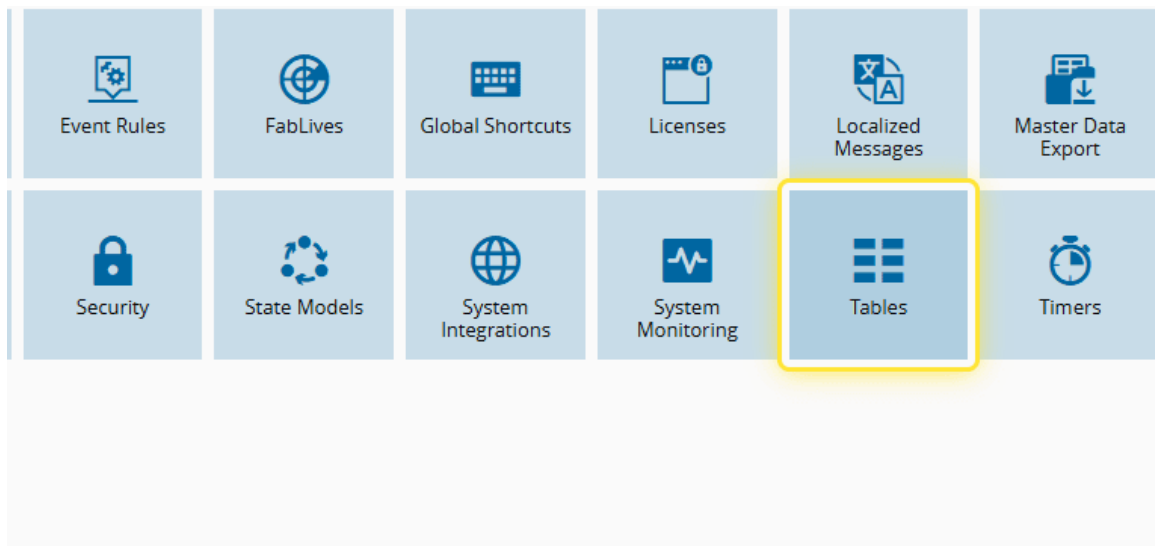 Event Rules
FabLives
Global Shortcuts
Licenses
Localized
Messages
Master Data
Export
Security
State Models
System
Integrations
System
Monitoring
Tables
Timers